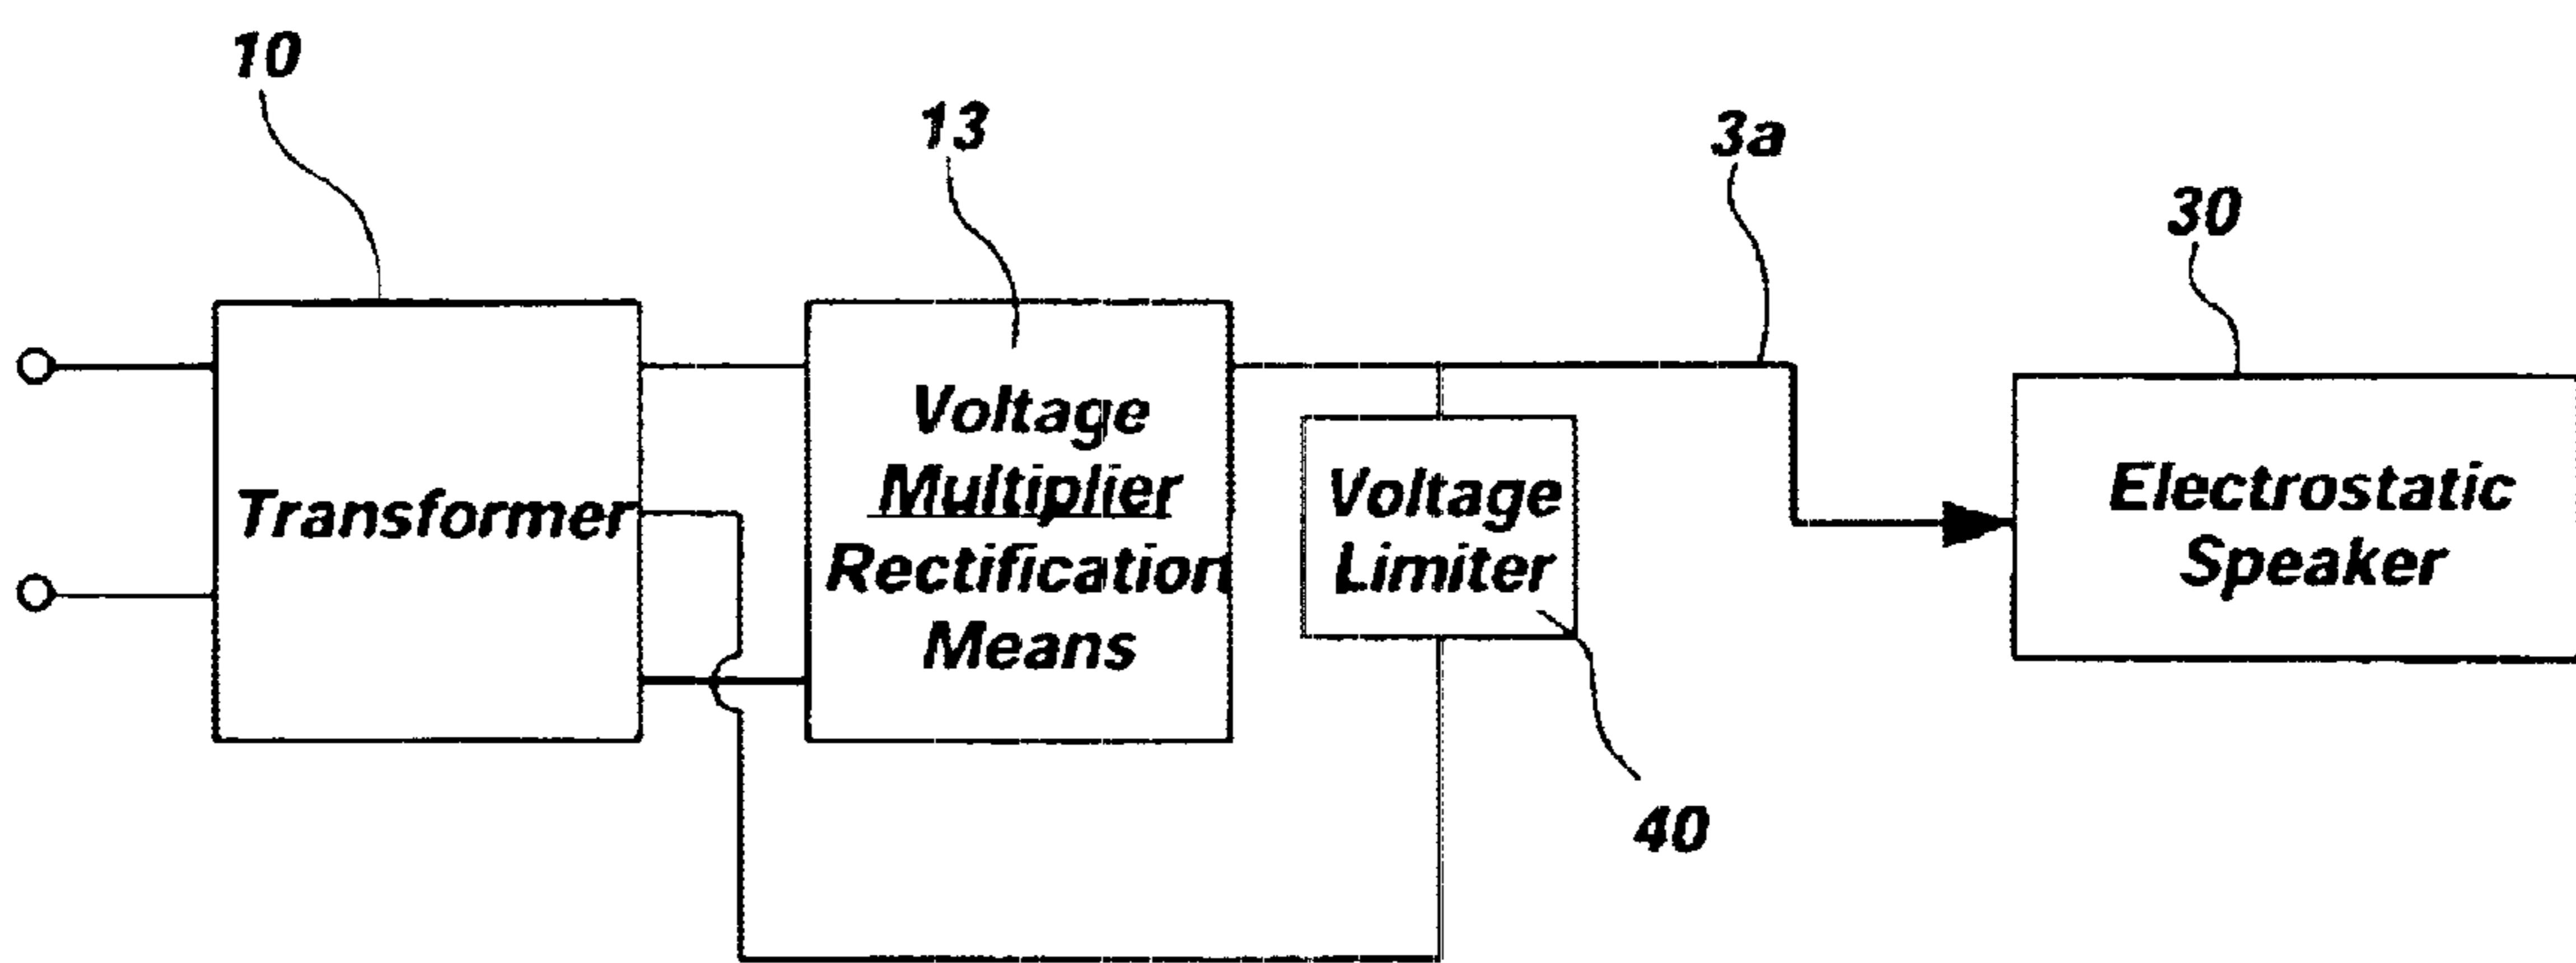 10
13
3a
30
Transformer
Voltage
Multiplier
Rectification
Means
Voltage
Limiter
Electrostatic
Speaker
40